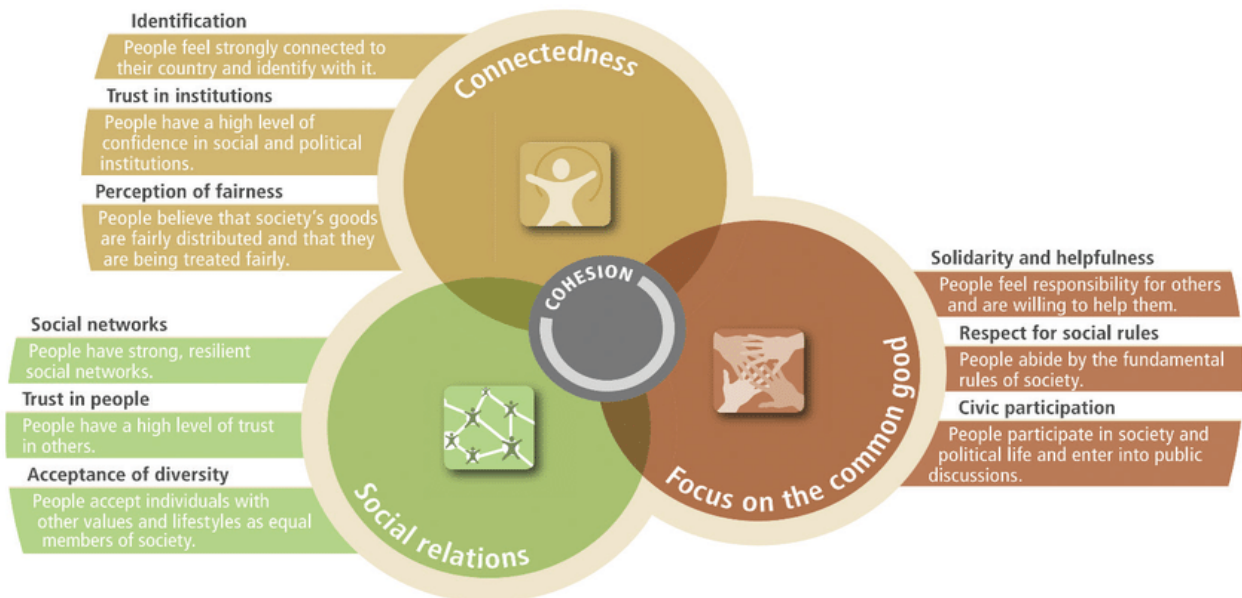 Identification
People feel strongly connected to
their country and identify with it.
Trust in institutions
People have a high level of
confidence in social and political
institutions.
Perception of fairness
People believe that society's goods
are fairly distributed and that they
are being treated fairly.
Connectedness
COHESION
Social networks
People have strong, resilient
social networks.
Trust in people
People have a high level of trust
in others.
Acceptance of diversity
People accept individuals with
other values and lifestyles as equal
members of society.
Social relations
Solidarity and helpfulness
People feel responsibility for others
and are willing to help them.
Respect for social rules
People abide by the fundamental
rules of society.
Civic participation
People participate in society and
political life and enter into public
discussions.
Focus on the common good